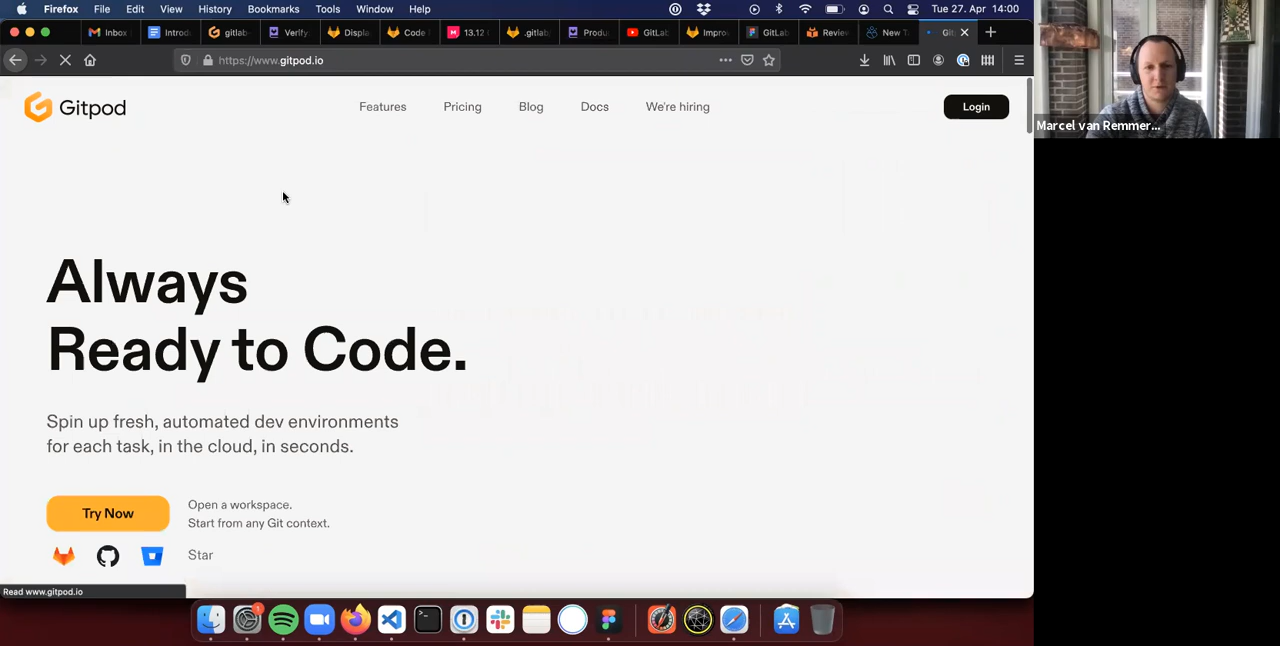 Firefox File Edit View History Bookmarks Tools Window Help Tue 27. Apr 14:00
Inbox Introd gitlab- Verify Displa Code I 13.12 .gitlab Produ GitLab Impro GitLab Review New T Git
https://www.gitpod.io
Marcel van Remmer...
Gitpod Features Pricing Blog Docs We're hiring Login
Always
Ready to Code.
Spin up fresh, automated dev environments
for each task, in the cloud, in seconds.
Try Now
Open a workspace.
Start from any Git context.
Star
Read www.gitpod.io
1